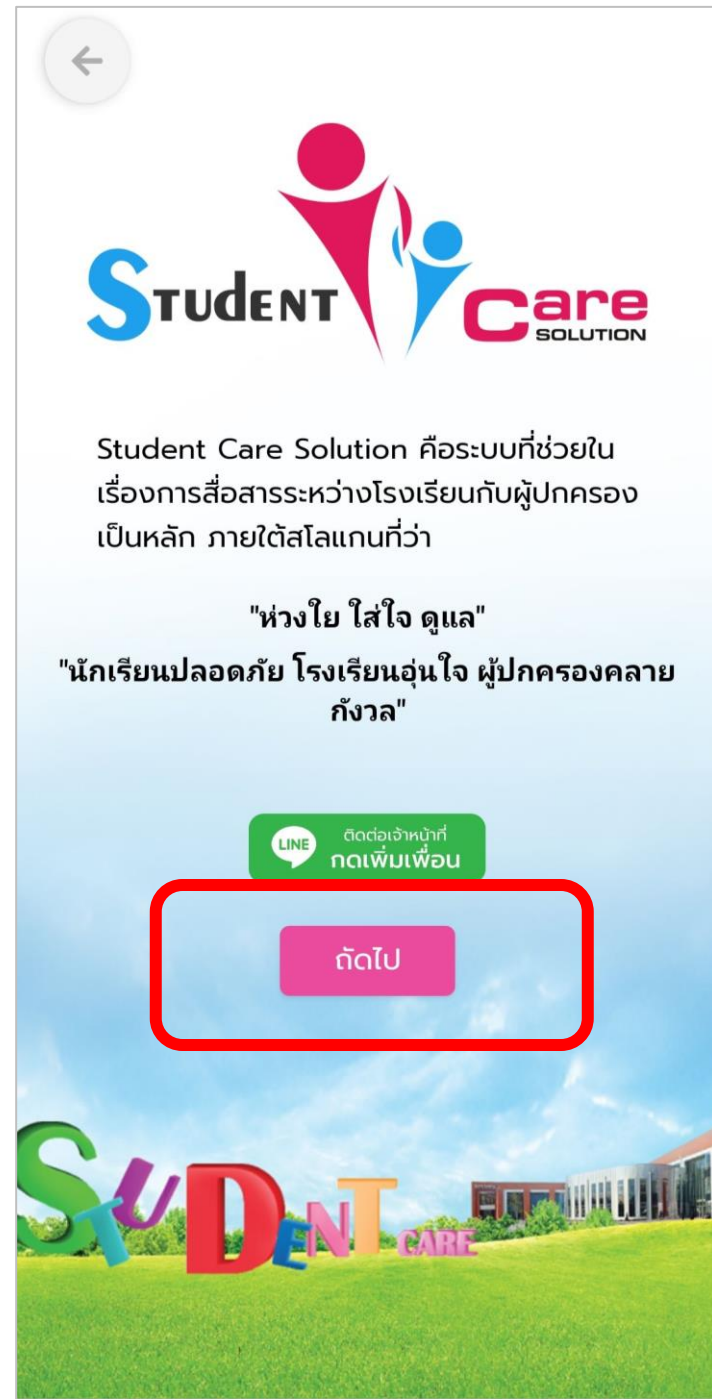 STUDENT Care
SOLUTION
Student Care Solution คือระบบที่ช่วยใน
เรื่องการสื่อสารระหว่างโรงเรียนกับผู้ปกครอง
เป็นหลัก ภายใต้สโลแกนที่ว่า
"ห่วงใย ใส่ใจ ดูแล"
"นักเรียนปลอดภัย โรงเรียนอุ่นใจ ผู้ปกครองคลาย
กังวล"
LINE
ติดต่อเจ้าหน้าที่
กดเพิ่มเพื่อน
ถัดไป
STUDENT CARE